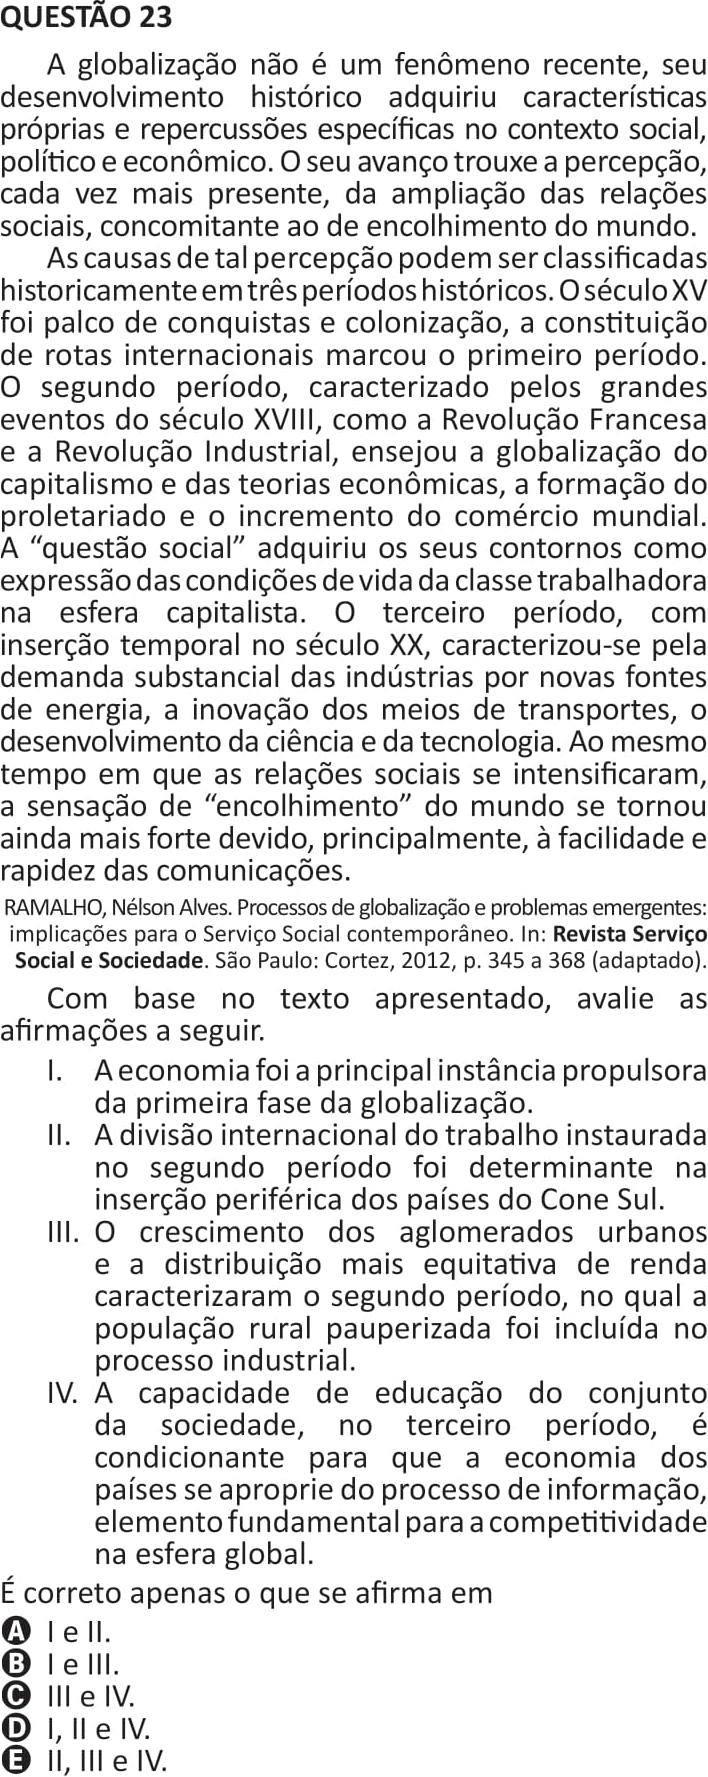 QUESTÃO 23
A globalização não é um fenômeno recente, seu
desenvolvimento histórico adquiriu características
próprias e repercussões específicas no contexto social,
político e econômico. O seu avanço trouxe a percepção,
cada vez mais presente, da ampliação das relações
sociais, concomitante ao de encolhimento do mundo.
As causas de tal percepção podem ser classificadas
historicamente em três períodos históricos. O século XV
foi palco de conquistas e colonização, a constituição
de rotas internacionais marcou o primeiro período.
O segundo período, caracterizado pelos grandes
eventos do século XVIII, como a Revolução Francesa
e a Revolução Industrial, ensejou a globalização do
capitalismo e das teorias econômicas, a formação do
proletariado e o incremento do comércio mundial.
A “questão social” adquiriu os seus contornos como
expressão das condições de vida da classe trabalhadora
na esfera capitalista. O terceiro período, com
inserção temporal no século XX, caracterizou-se pela
demanda substancial das indústrias por novas fontes
de energia, a inovação dos meios de transportes, o
desenvolvimento da ciência e da tecnologia. Ao mesmo
tempo em que as relações sociais se intensificaram,
a sensação de “encolhimento” do mundo se tornou
ainda mais forte devido, principalmente, à facilidade e
rapidez das comunicações.
RAMALHO, Nélson Alves. Processos de globalização e problemas emergentes:
implicações para o Serviço Social contemporâneo. In: Revista Serviço
Social e Sociedade. São Paulo: Cortez, 2012, p. 345 a 368 (adaptado).
Com base no texto apresentado, avalie as
afirmações a seguir.
I. A economia foi a principal instância propulsora
da primeira fase da globalização.
II. A divisão internacional do trabalho instaurada
no segundo período foi determinante na
inserção periférica dos países do Cone Sul.
III. O crescimento dos aglomerados urbanos
e a distribuição mais equitativa de renda
caracterizaram o segundo período, no qual a
população rural pauperizada foi incluída no
processo industrial.
IV. A capacidade de educação do conjunto
da sociedade, no terceiro período, é
condicionante para que a economia dos
países se aproprie do processo de informação,
elemento fundamental para a competitividade
na esfera global.
É correto apenas o que se afirma em
A I e II.
B I e III.
C III e IV.
D I, II e IV.
E II, III e IV.